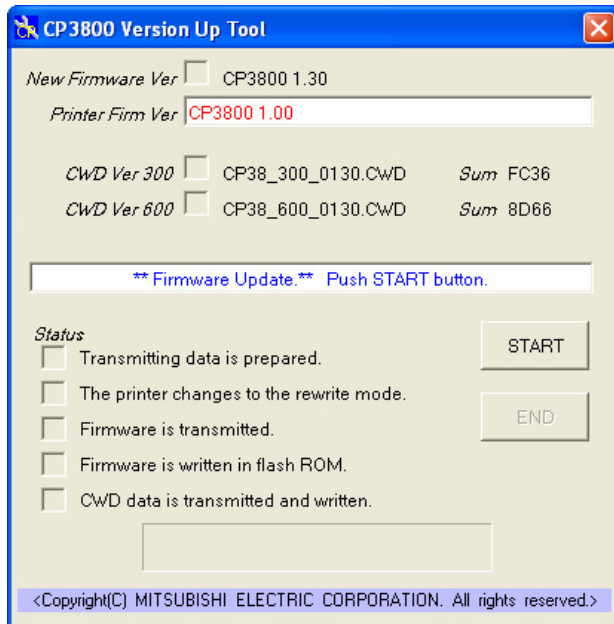 CP3800 Version Up Tool
New Firmware Ver CP3800 1.30
Printer Firm Ver CP3800 1.00
CWD Ver 300 CP38_300_0130.CWD Sum FC36
CWD Ver 600 CP38_600_0130.CWD Sum 8D66
** Firmware Update.** Push START button.
Status
START
Transmitting data is prepared.
The printer changes to the rewrite mode.
END
Firmware is transmitted.
Firmware is written in flash ROM.
CWD data is transmitted and written.
<Copyright(C) MITSUBISHI ELECTRIC CORPORATION. All rights reserved.>